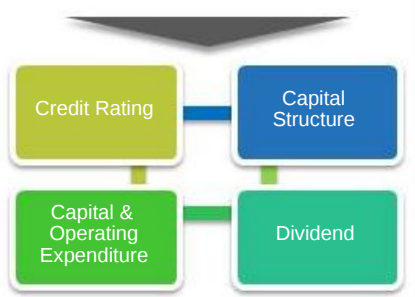 Credit Rating
Capital
Structure
Capital &
Operating
Expenditure
Dividend